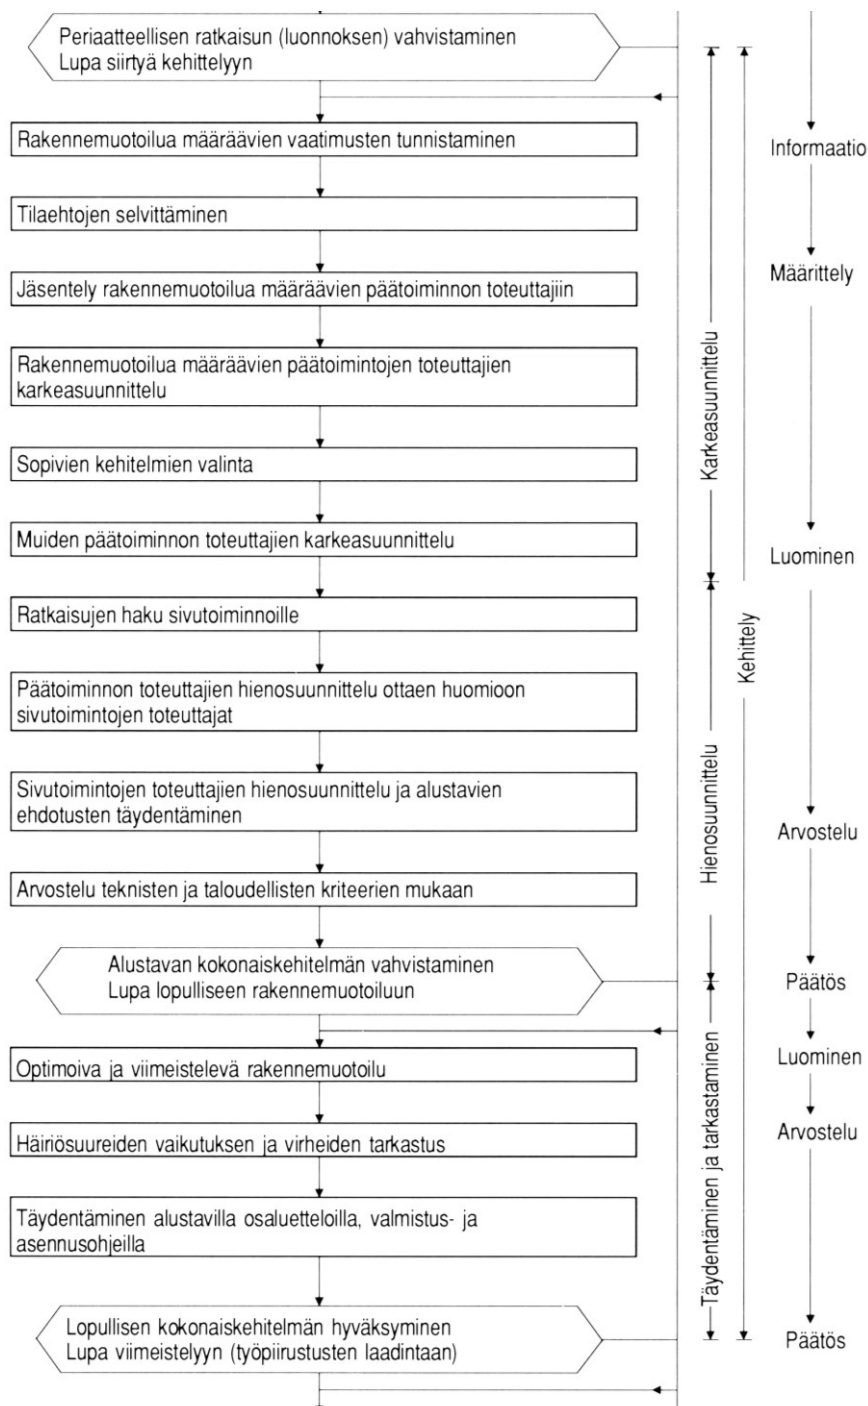 Periaatteellisen ratkaisun (luonnoksen) vahvistaminen
Lupa siirtyä kehittelyyn
Rakennemuotoilua määräävien vaatimusten tunnistaminen
Tilaehtojen selvittäminen
Jäsentely rakennemuotoilua määräävien päätoiminnon toteuttajiin
Rakennemuotoilua määräävien päätoimintojen toteuttajien
karkeasuunnittelu
Sopivien kehitelmien valinta
Muiden päätoiminnon toteuttajien karkeasuunnittelu
Ratkaisujen haku sivutoiminnoille
Päätoiminnon toteuttajien hienosuunnittelu ottaen huomioon
sivutoimintojen toteuttajat
Sivutoimintojen toteuttajien hienosuunnittelu ja alustavien
ehdotusten täydentäminen
Arvostelu teknisten ja taloudellisten kriteerien mukaan
Alustavan kokonaiskehitelmän vahvistaminen
Lupa lopulliseen rakennemuotoiluun
Optimoiva ja viimeistelevä rakennemuotoilu
Häiriösuureiden vaikutuksen ja virheiden tarkastus
Täydentäminen alustavilla osaluetteloilla, valmistus- ja
asennusohjeilla
Lopullisen kokonaiskehitelmän hyväksyminen
Lupa viimeistelyyn (työpiirustusten laadintaan)
Karkeasuunnittelu
Hienosuunnittelu
Täydentäminen ja tarkastaminen
Kehittely
Informaatio
Määrittely
Luominen
Arvostelu
Päätös
Luominen
Arvostelu
Päätös